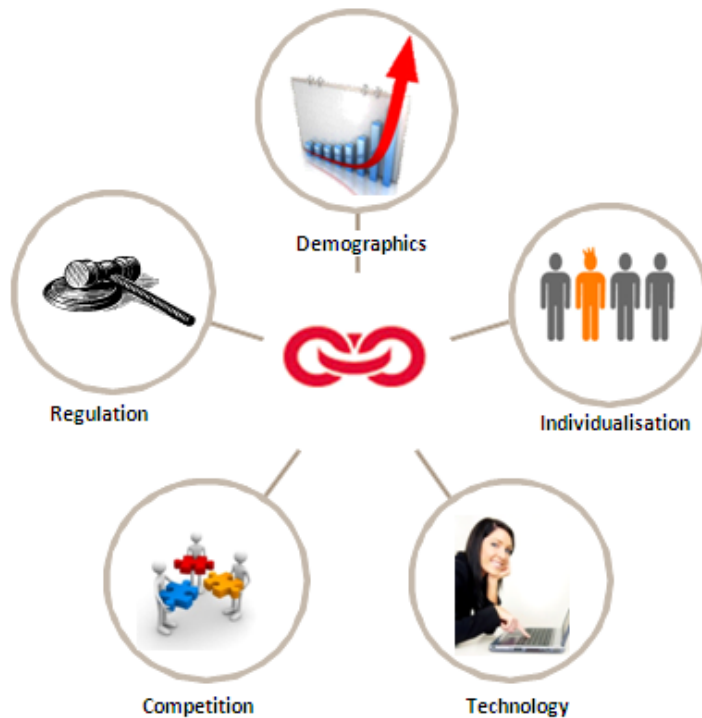 Demographics
Regulation
Individualisation
Competition
Technology